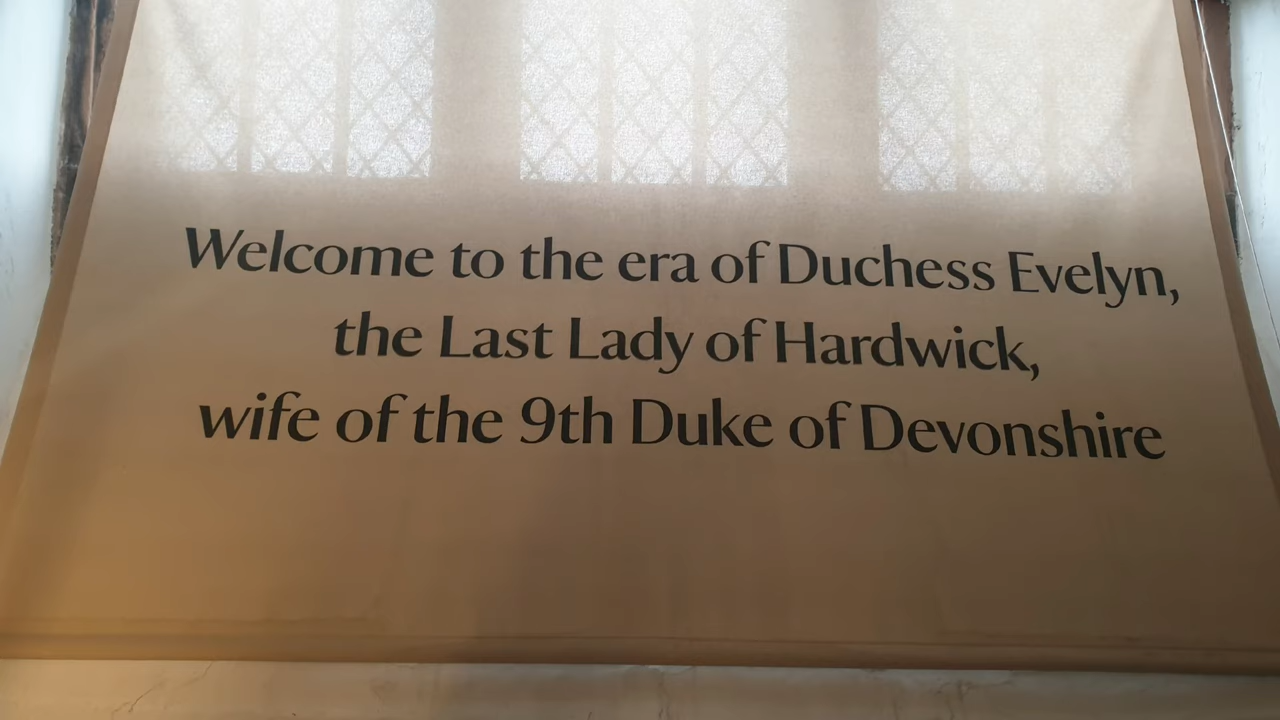 Welcome to the era of Duchess Evelyn,
the Last Lady of Hardwick,
wife of the 9th Duke of Devonshire